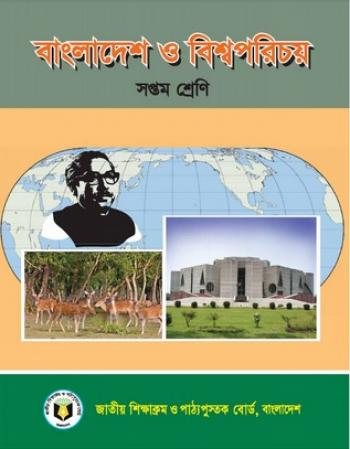 বাংলাদেশ ও বিশ্বপরিচয়
সপ্তম শ্রেণি
জাতীয় শিক্ষাক্রম ও পাঠ্যপুস্তক বোর্ড, বাংলাদেশ